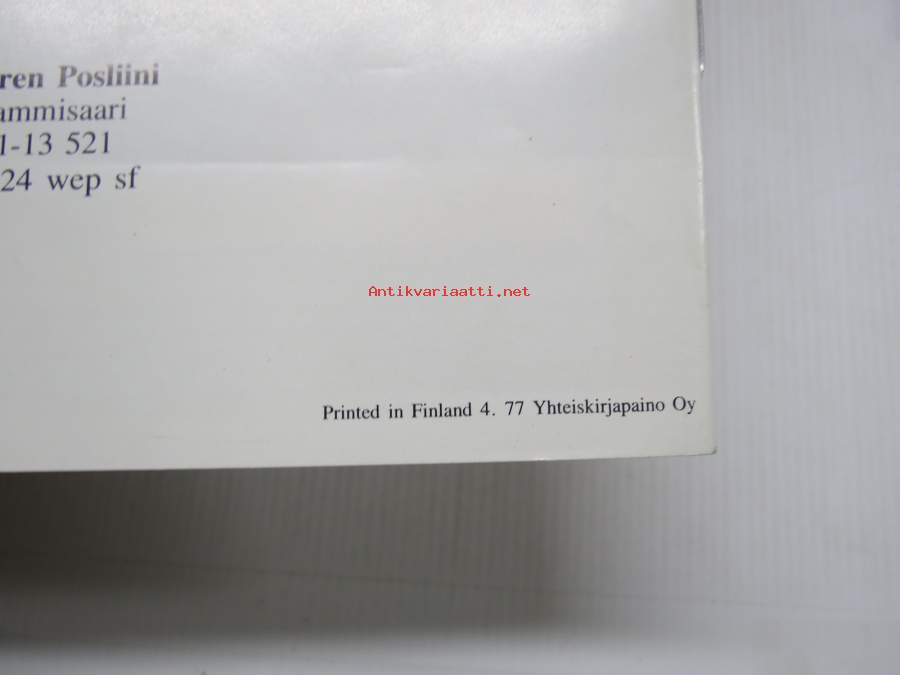 ren Posliini
ammisaari
1-13 521
24 wep sf
Antikvariaatti.net
Printed in Finland 4. 77 Yhteiskirjapaino Oy